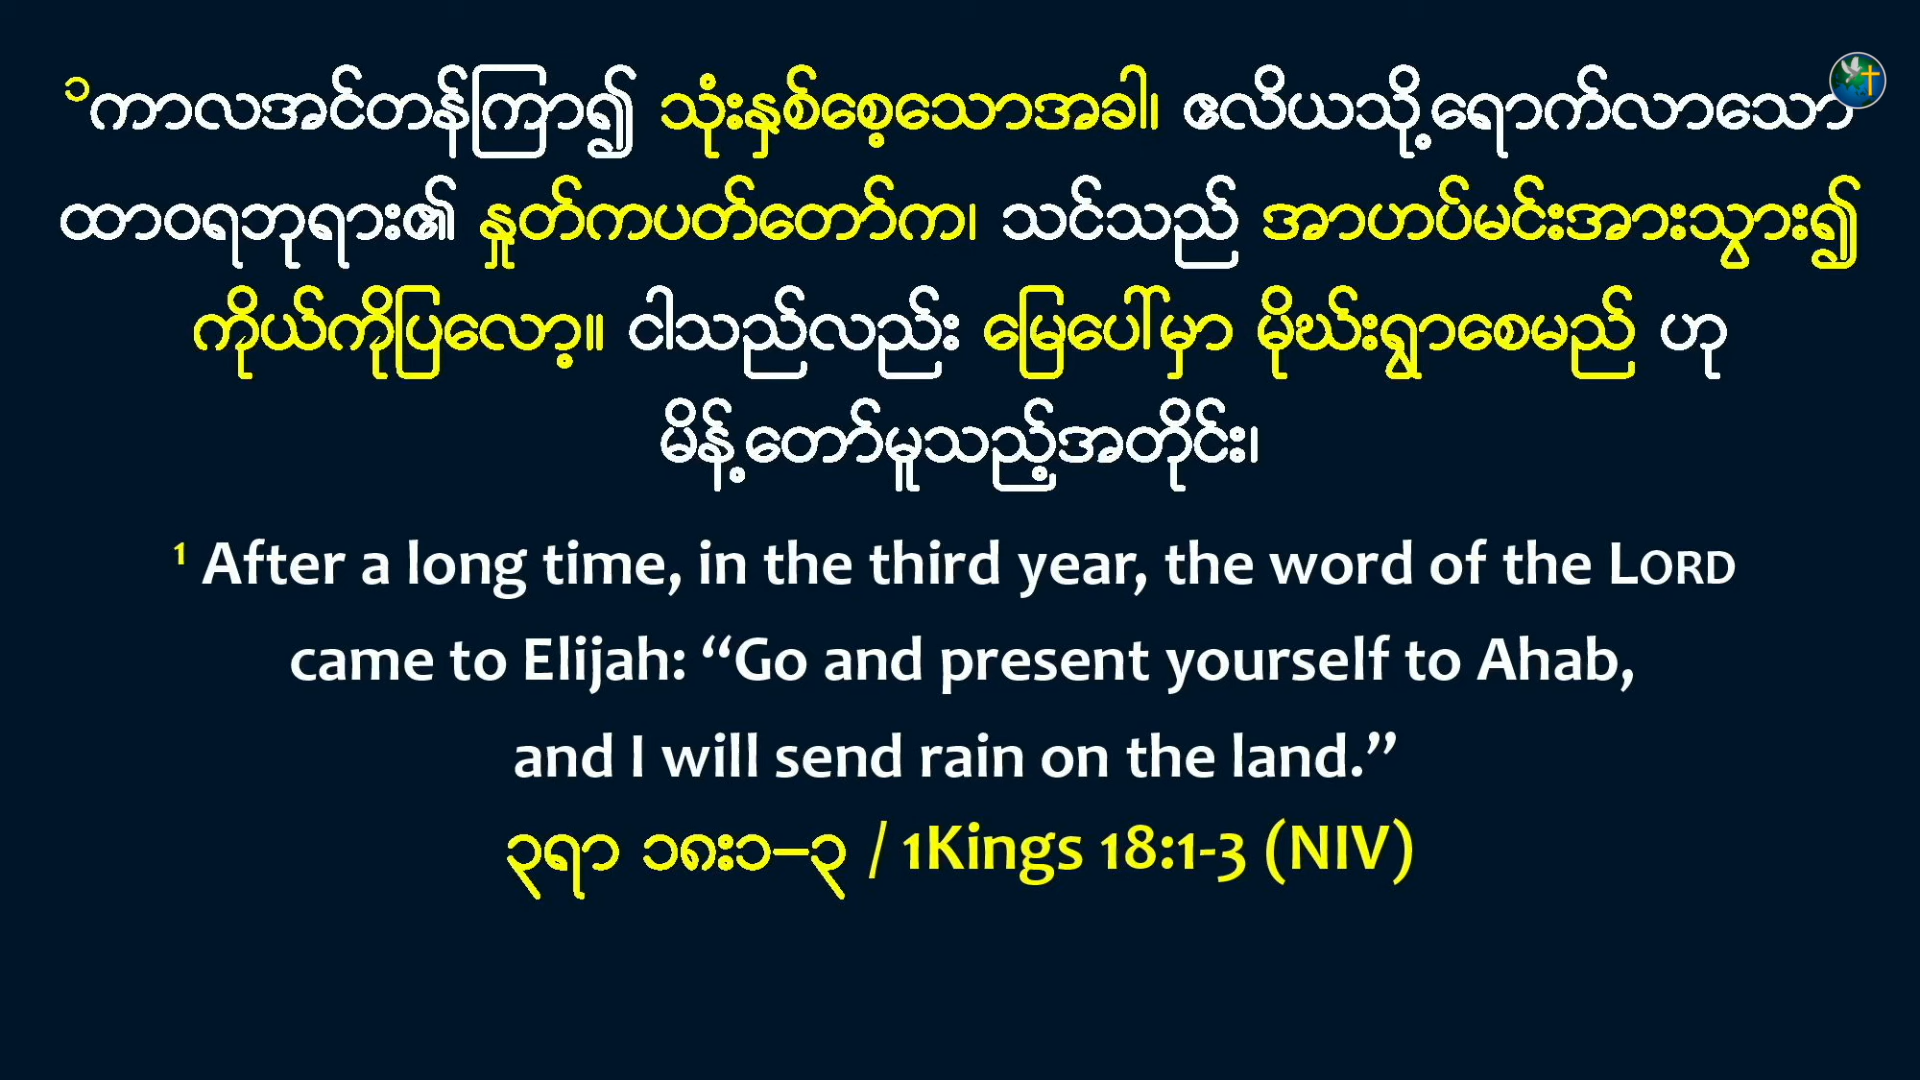 ၁ကာလအင်တန်ကြာ၍ သုံးနှစ်စေ့သောအခါ၊ ဧလိယသို့ရောက်လာသော
ထာဝရဘုရား၏ နှုတ်ကပတ်တော်က၊ သင်သည် အာဟပ်မင်းအားသွား၍
ကိုယ်ကိုပြလော့။ ငါသည်လည်း မြေပေါ်မှာ မိုဃ်းရွာစေမည် ဟု
မိန့်တော်မူသည့်အတိုင်း၊
1 After a long time, in the third year, the word of the LORD
came to Elijah: “Go and present yourself to Ahab,
and I will send rain on the land.”
၃ရာ ၁၈း၁–၃ / 1Kings 18:1-3 (NIV)